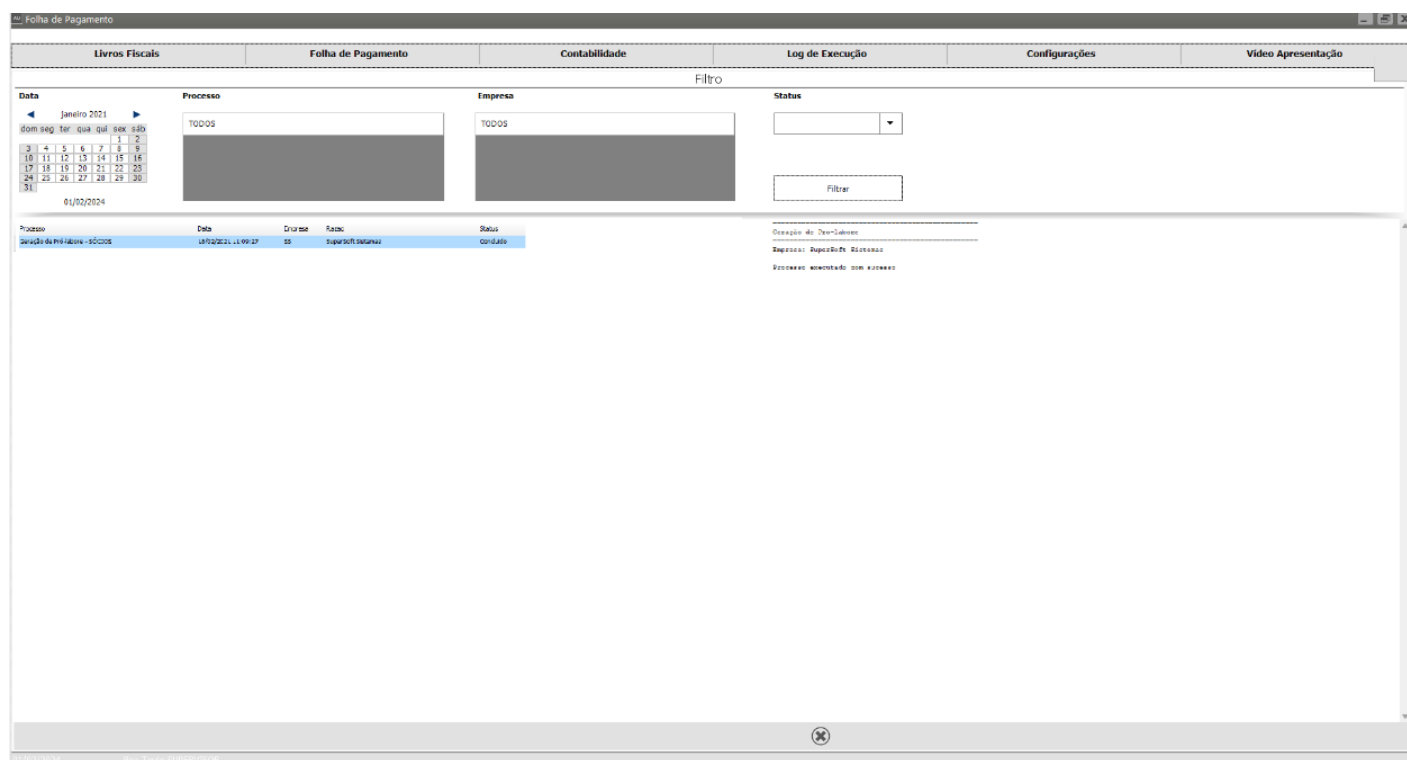 Folha de Pagamento
Livros Fiscais Folha de Pagamento Contabilidade Log de Execução Configurações Vídeo Apresentação
Filtro
Data Processo Empresa Status
Janeiro 2021
dom seg ter qua qui sex sáb
1 2
3 4 5 6 7 8 9
10 11 12 13 14 15 16
17 18 19 20 21 22 23
24 25 26 27 28 29 30
31
01/02/2024
TODOS
TODOS
Filtrar
Processo Data Empresa Razao Status
Geração de Pró-labore - SÓCIOS 55 SuperSoft Sistemas Concluído
Geração de Pro-Labore
Empresa: SuperSoft Sistemas
Processo executado com sucesso